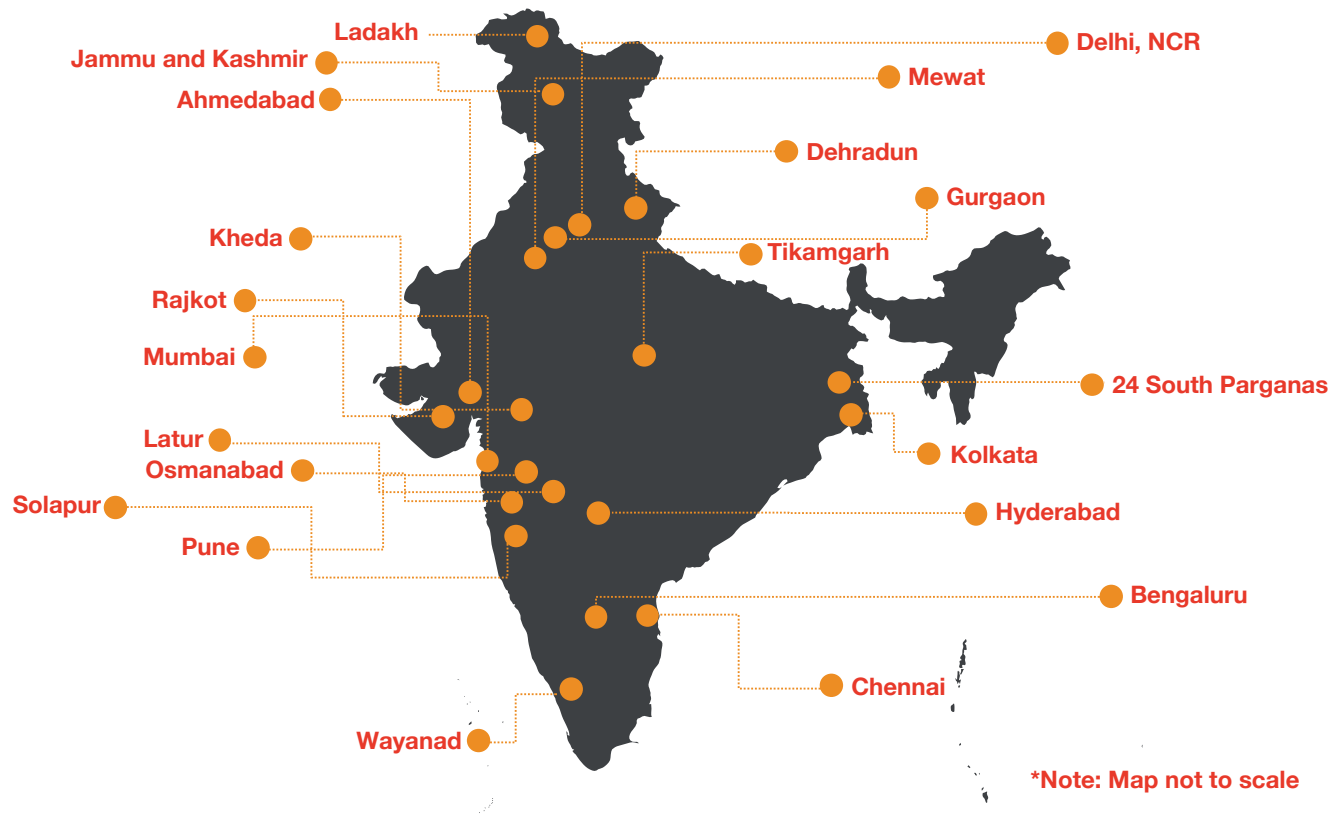 Ladakh
Delhi, NCR
Jammu and Kashmir
Mewat
Ahmedabad
Dehradun
Gurgaon
Kheda
Tikamgarh
Rajkot
Mumbai
24 South Parganas
Latur
Osmanabad
Kolkata
Solapur
Hyderabad
Pune
Bengaluru
Chennai
Wayanad
*Note: Map not to scale